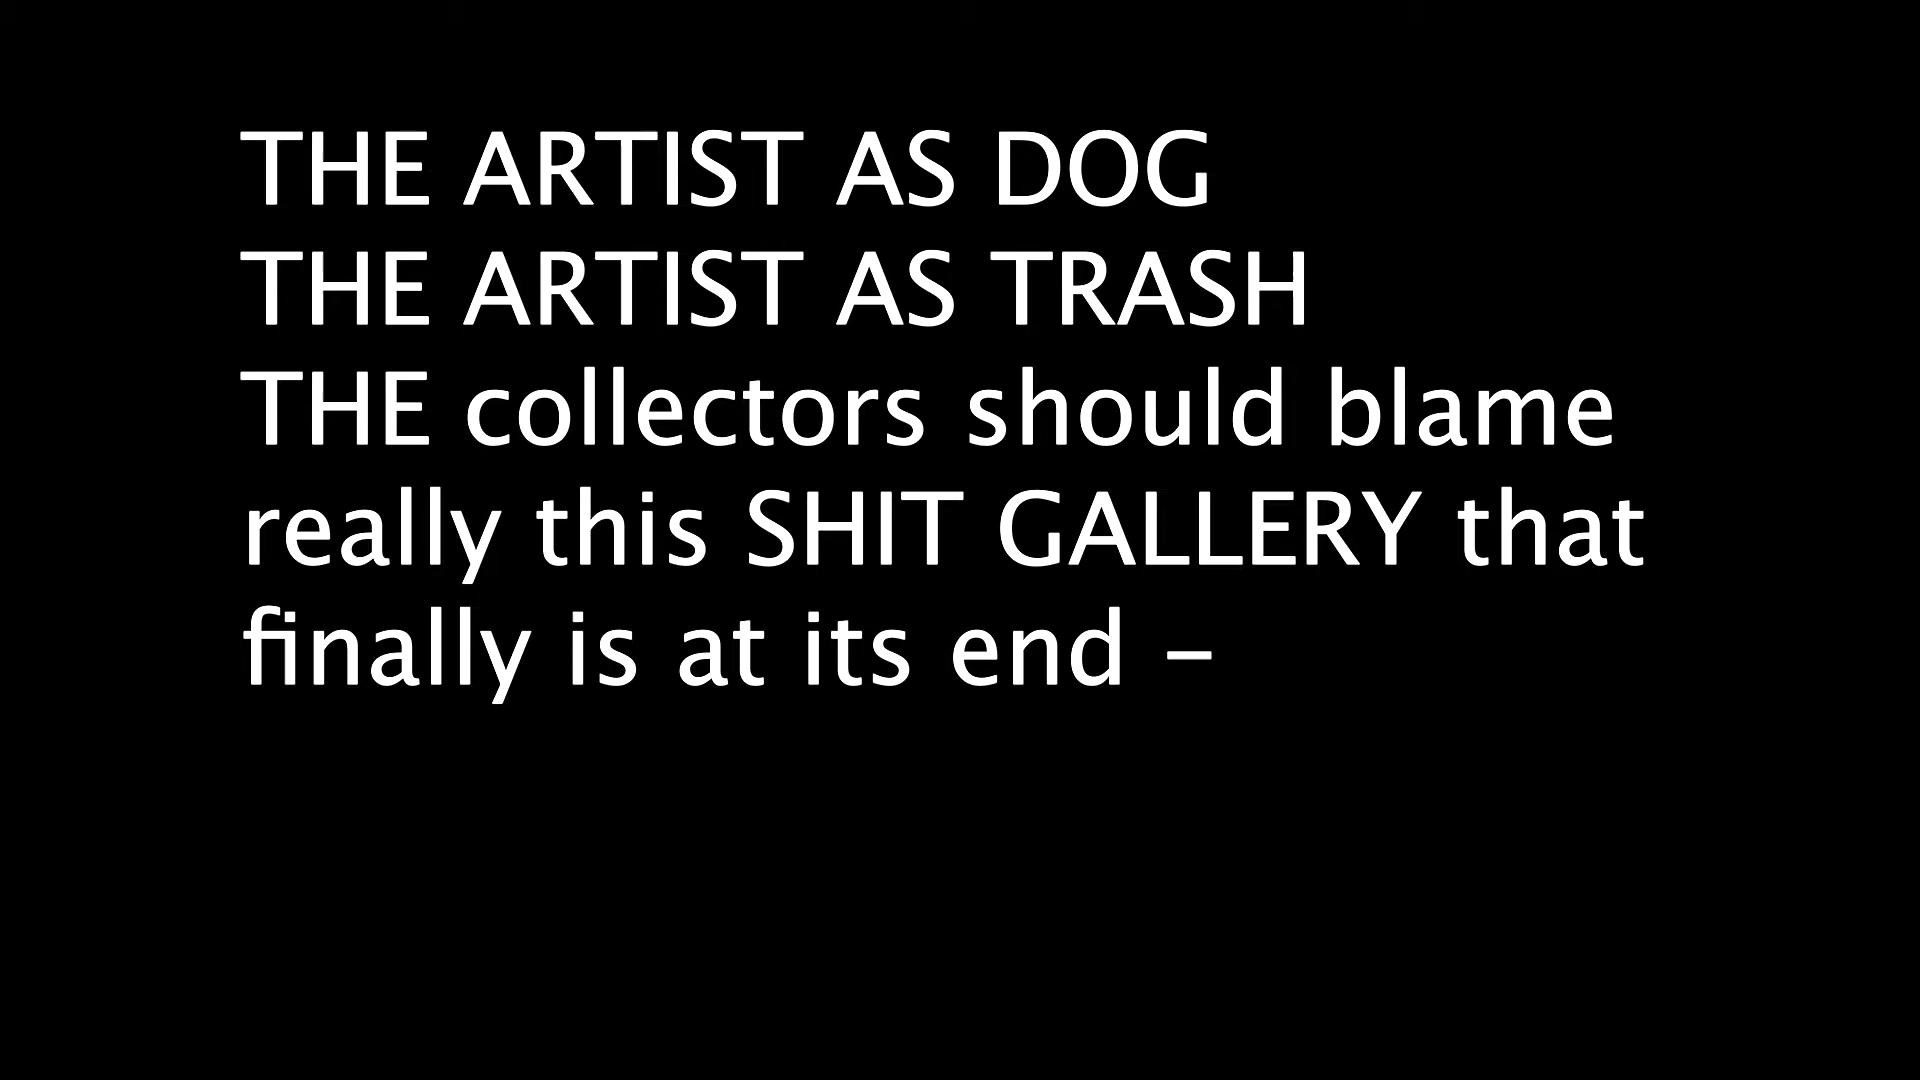 THE ARTIST AS DOG
THE ARTIST AS TRASH
THE collectors should blame
really this SHIT GALLERY that
finally is at its end –